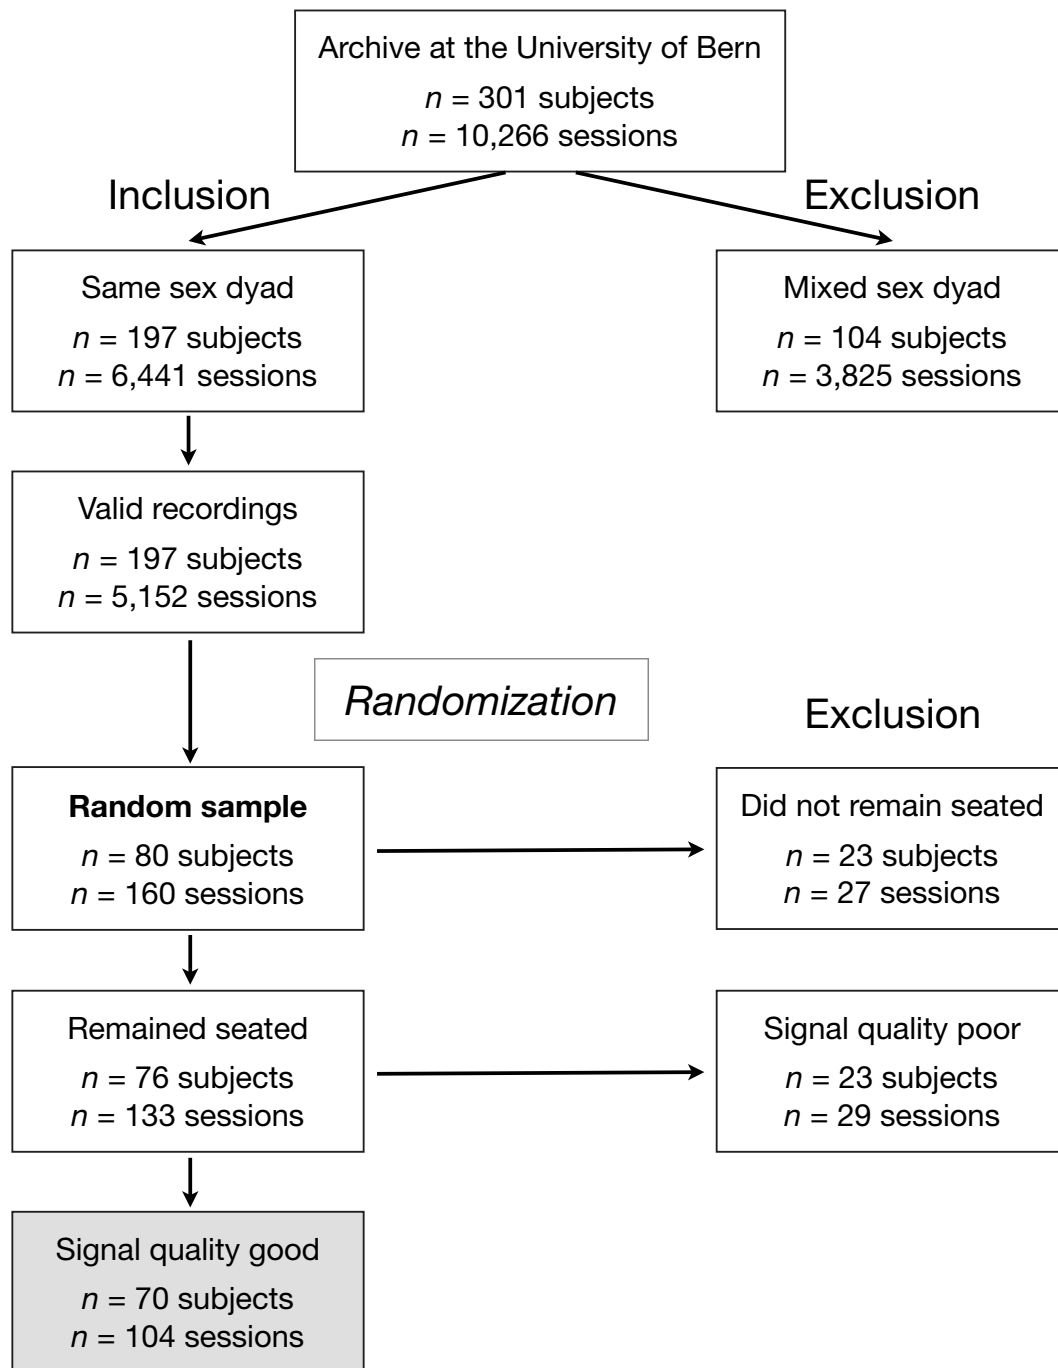 Archive at the University of Bern
n = 301 subjects
n = 10,266 sessions
Inclusion
Exclusion
Same sex dyad
n = 197 subjects
n = 6,441 sessions
Mixed sex dyad
n = 104 subjects
n = 3,825 sessions
Valid recordings
n = 197 subjects
n = 5,152 sessions
Randomization
Exclusion
Random sample
n = 80 subjects
n = 160 sessions
Did not remain seated
n = 23 subjects
n = 27 sessions
Remained seated
n = 76 subjects
n = 133 sessions
Signal quality poor
n = 23 subjects
n = 29 sessions
Signal quality good
n = 70 subjects
n = 104 sessions